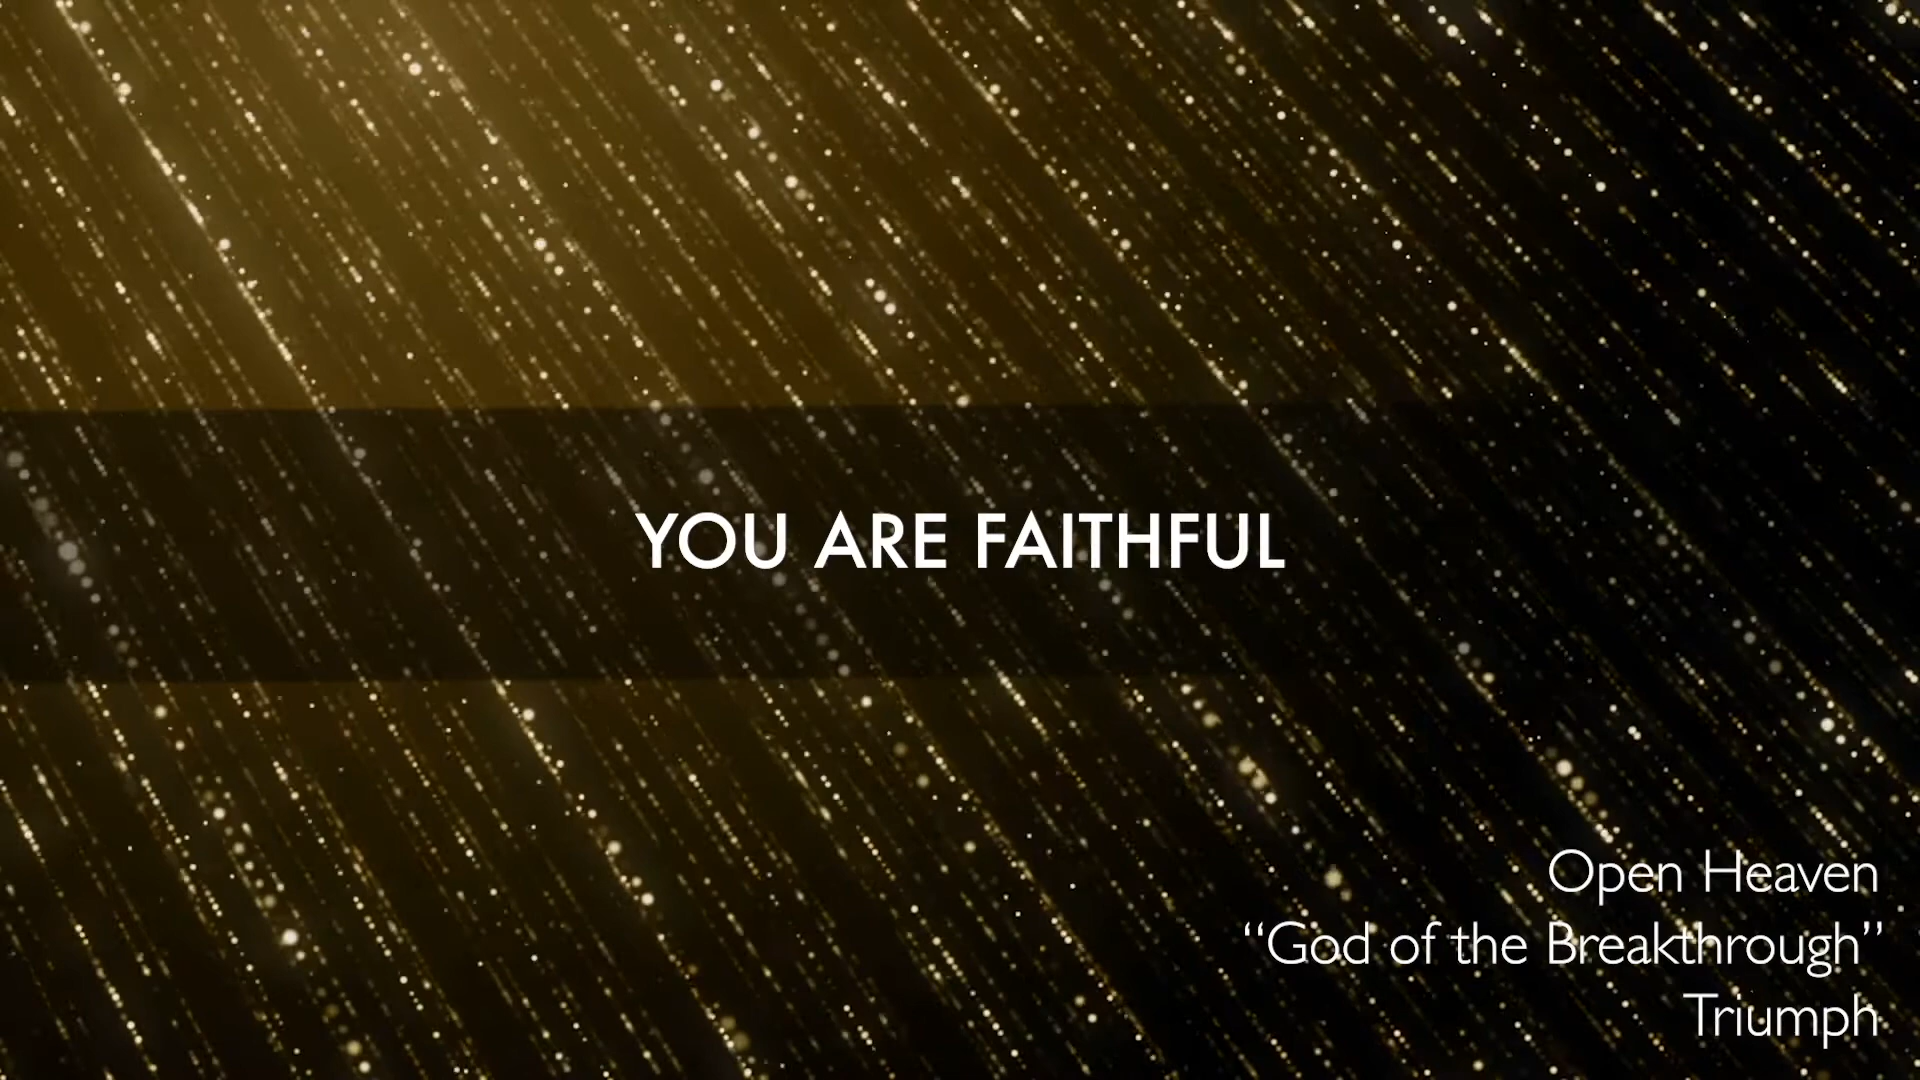 YOU ARE FAITHFUL
Open Heaven
“God of the Breakthrough”
Triumph